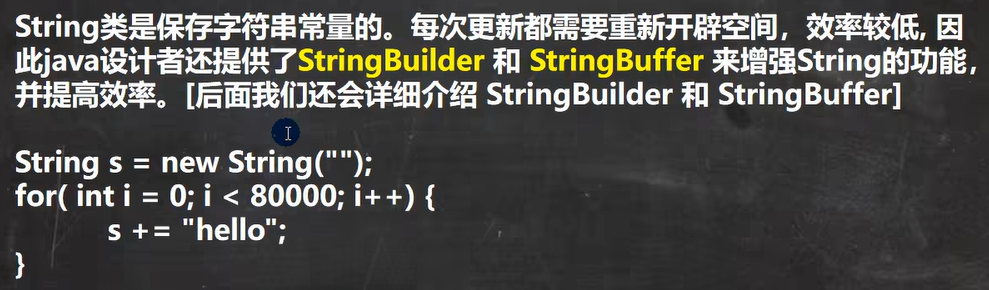 String类是保存字符串常量的。每次更新都需要重新开辟空间，效率较低, 因
此java设计者还提供了StringBuilder 和 StringBuffer 来增强String的功能，
并提高效率。[后面我们还会详细介绍 StringBuilder 和 StringBuffer]
String s = new String("");
for( int i = 0; i < 80000; i++) {
s += "hello";
}